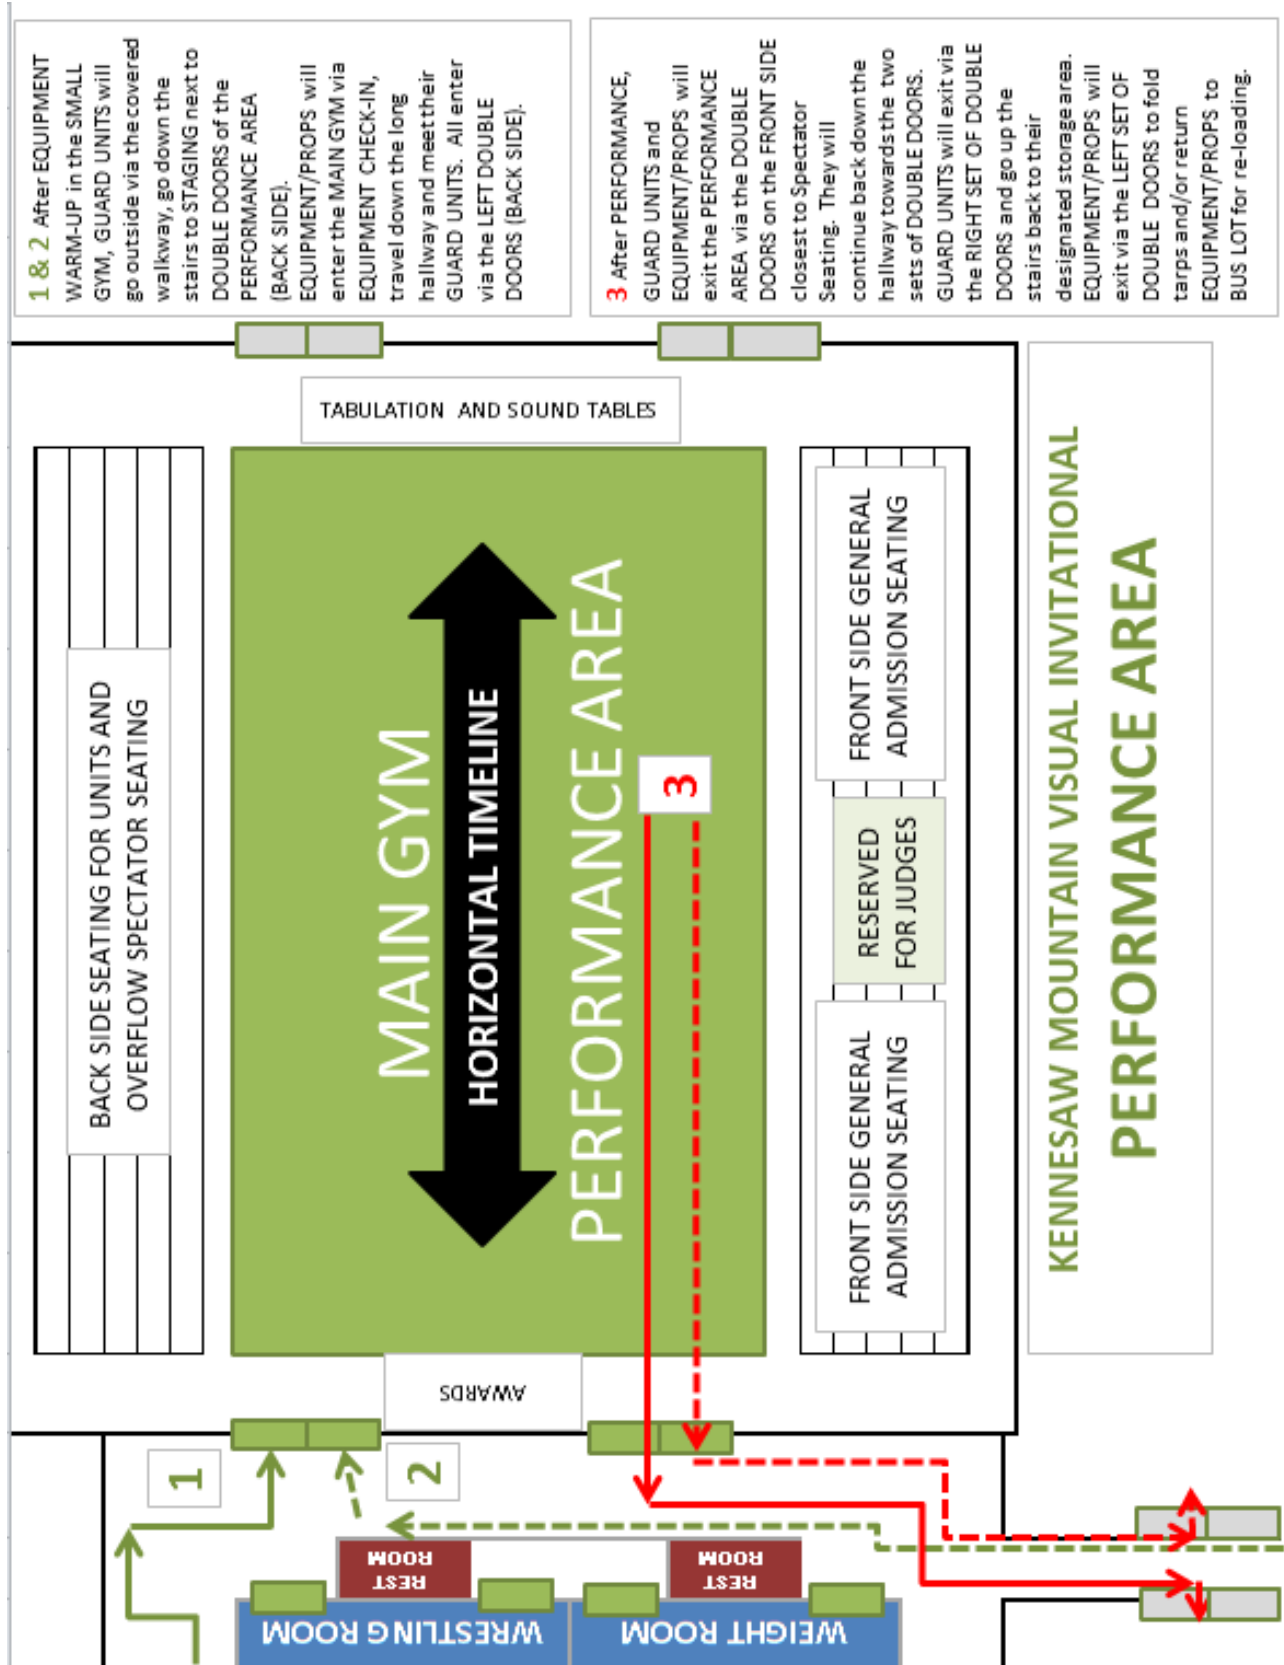 1 & 2 After EQUIPMENT
WARM-UP in the SMALL
GYM, GUARD UNITS will
go outside via the covered
walkway, go down the
stairs to STAGING next to
DOUBLE DOORS of the
PERFORMANCE AREA
(BACK SIDE).
EQUIPMENT/PROPS will
enter the MAIN GYM via
EQUIPMENT CHECK-IN,
travel down the long
hallway and meet their
GUARD UNITS. All enter
via the LEFT DOUBLE
DOORS (BACK SIDE).
3 After PERFORMANCE,
GUARD UNITS and
EQUIPMENT/PROPS will
exit the PERFORMANCE
AREA via the DOUBLE
DOORS on the FRONT SIDE
closest to Spectator
Seating. They will
continue back down the
hallway towards the two
sets of DOUBLE DOORS.
GUARD UNITS will exit via
the RIGHT SET OF DOUBLE
DOORS and go up the
stairs back to their
designated storage area.
EQUIPMENT/PROPS will
exit via the LEFT SET OF
DOUBLE DOORS to fold
tarps and/or return
EQUIPMENT/PROPS to
BUS LOT for re-loading.
TABULATION AND SOUND TABLES
BACK SIDE SEATING FOR UNITS AND
OVERFLOW SPECTATOR SEATING
MAIN GYM
HORIZONTAL TIMELINE
PERFORMANCE AREA
3
FRONT SIDE GENERAL
ADMISSION SEATING
RESERVED
FOR JUDGES
FRONT SIDE GENERAL
ADMISSION SEATING
AWARDS
1
2
REST
ROOM
REST
ROOM
WRESTLING ROOM
WEIGHT ROOM
KENNESAW MOUNTAIN VISUAL INVITATIONAL
PERFORMANCE AREA